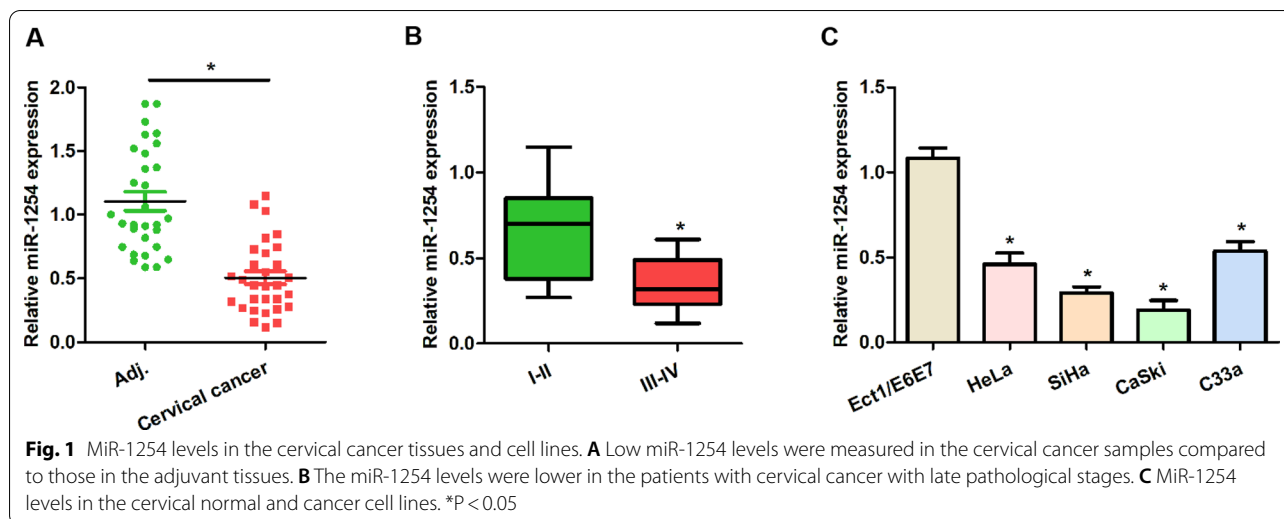 A
*
Relative miR-1254 expression
2.0
1.5
1.0
0.5
0.0
Adj.
Cervical cancer
B
Relative miR-1254 expression
1.5
1.0
0.5
0.0
*
I-II
III-IV
C
Relative miR-1254 expression
1.5
1.0
0.5
0.0
*
*
*
*
Ect1/E6E7
HeLa
SiHa
CaSki
C33a
Fig. 1 MiR-1254 levels in the cervical cancer tissues and cell lines. A Low miR-1254 levels were measured in the cervical cancer samples compared
to those in the adjuvant tissues. B The miR-1254 levels were lower in the patients with cervical cancer with late pathological stages. C MiR-1254
levels in the cervical normal and cancer cell lines. *P < 0.05